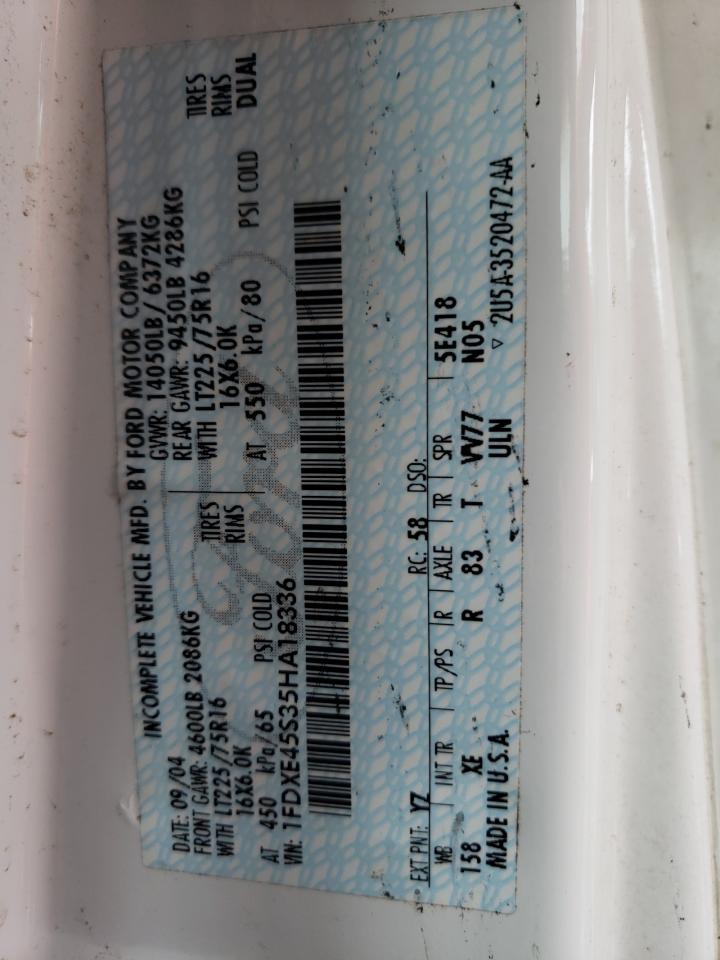 INCOMPLETE VEHICLE MFD. BY FORD MOTOR COMPANY
DATE: 09/04 GVWR: 14050LB/ 6372KG
FRONT GAWR: 4600LB 2086KG REAR GAWR: 9450LB 4286KG
WITH LT225/75R16 TIRES WITH LT225/75R16 TIRES
16X6.0K RIMS 16X6.0K RIMS
AT 450 kPa/65 PSI COLD AT 550 kPa/80 PSI COLD DUAL
VIN: 1FDXE45S35HA18336
Ford
EXT PNT: YZ RC: 58 DSO:
WB INT TR TP/PS R AXLE TR SPR 5E418
158 XE R 83 T VV77 N05
MADE IN U.S.A. ULN
▽ 2U5A-3520472-AA